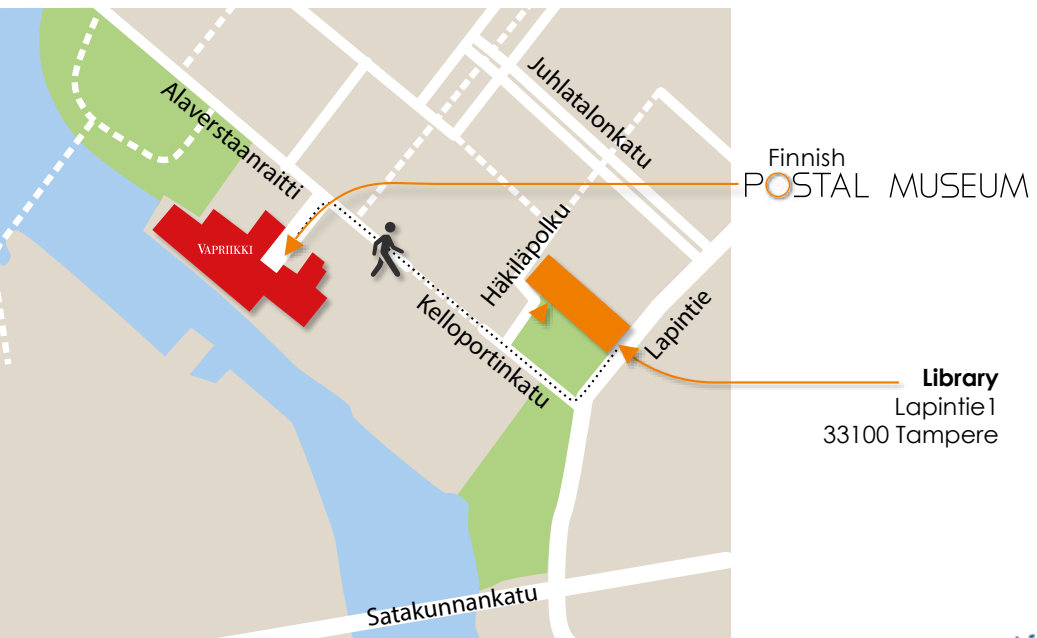 Alaverstaanraitti
Juhlatalonkatu
Finnish
POSTAL MUSEUM
VAPRIIKKI
Häkiläpolku
Kelloportinkatu
Lapintie
Library
Lapintie1
33100 Tampere
Satakunnankatu